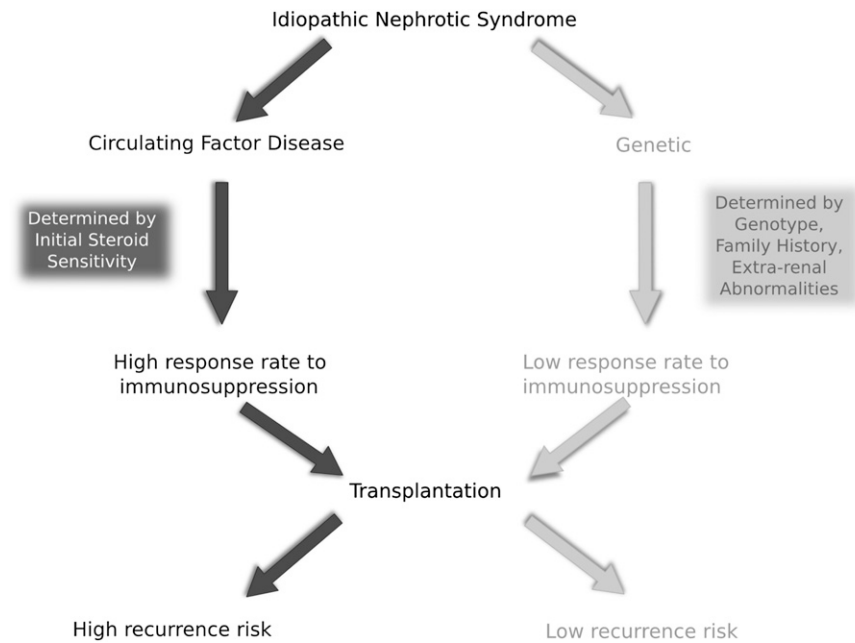 Idiopathic Nephrotic Syndrome
Circulating Factor Disease
Genetic
Determined by
Initial Steroid
Sensitivity
Determined by
Genotype,
Family History,
Extra-renal
Abnormalities
High response rate to
immunosuppression
Low response rate to
immunosuppression
Transplantation
High recurrence risk
Low recurrence risk